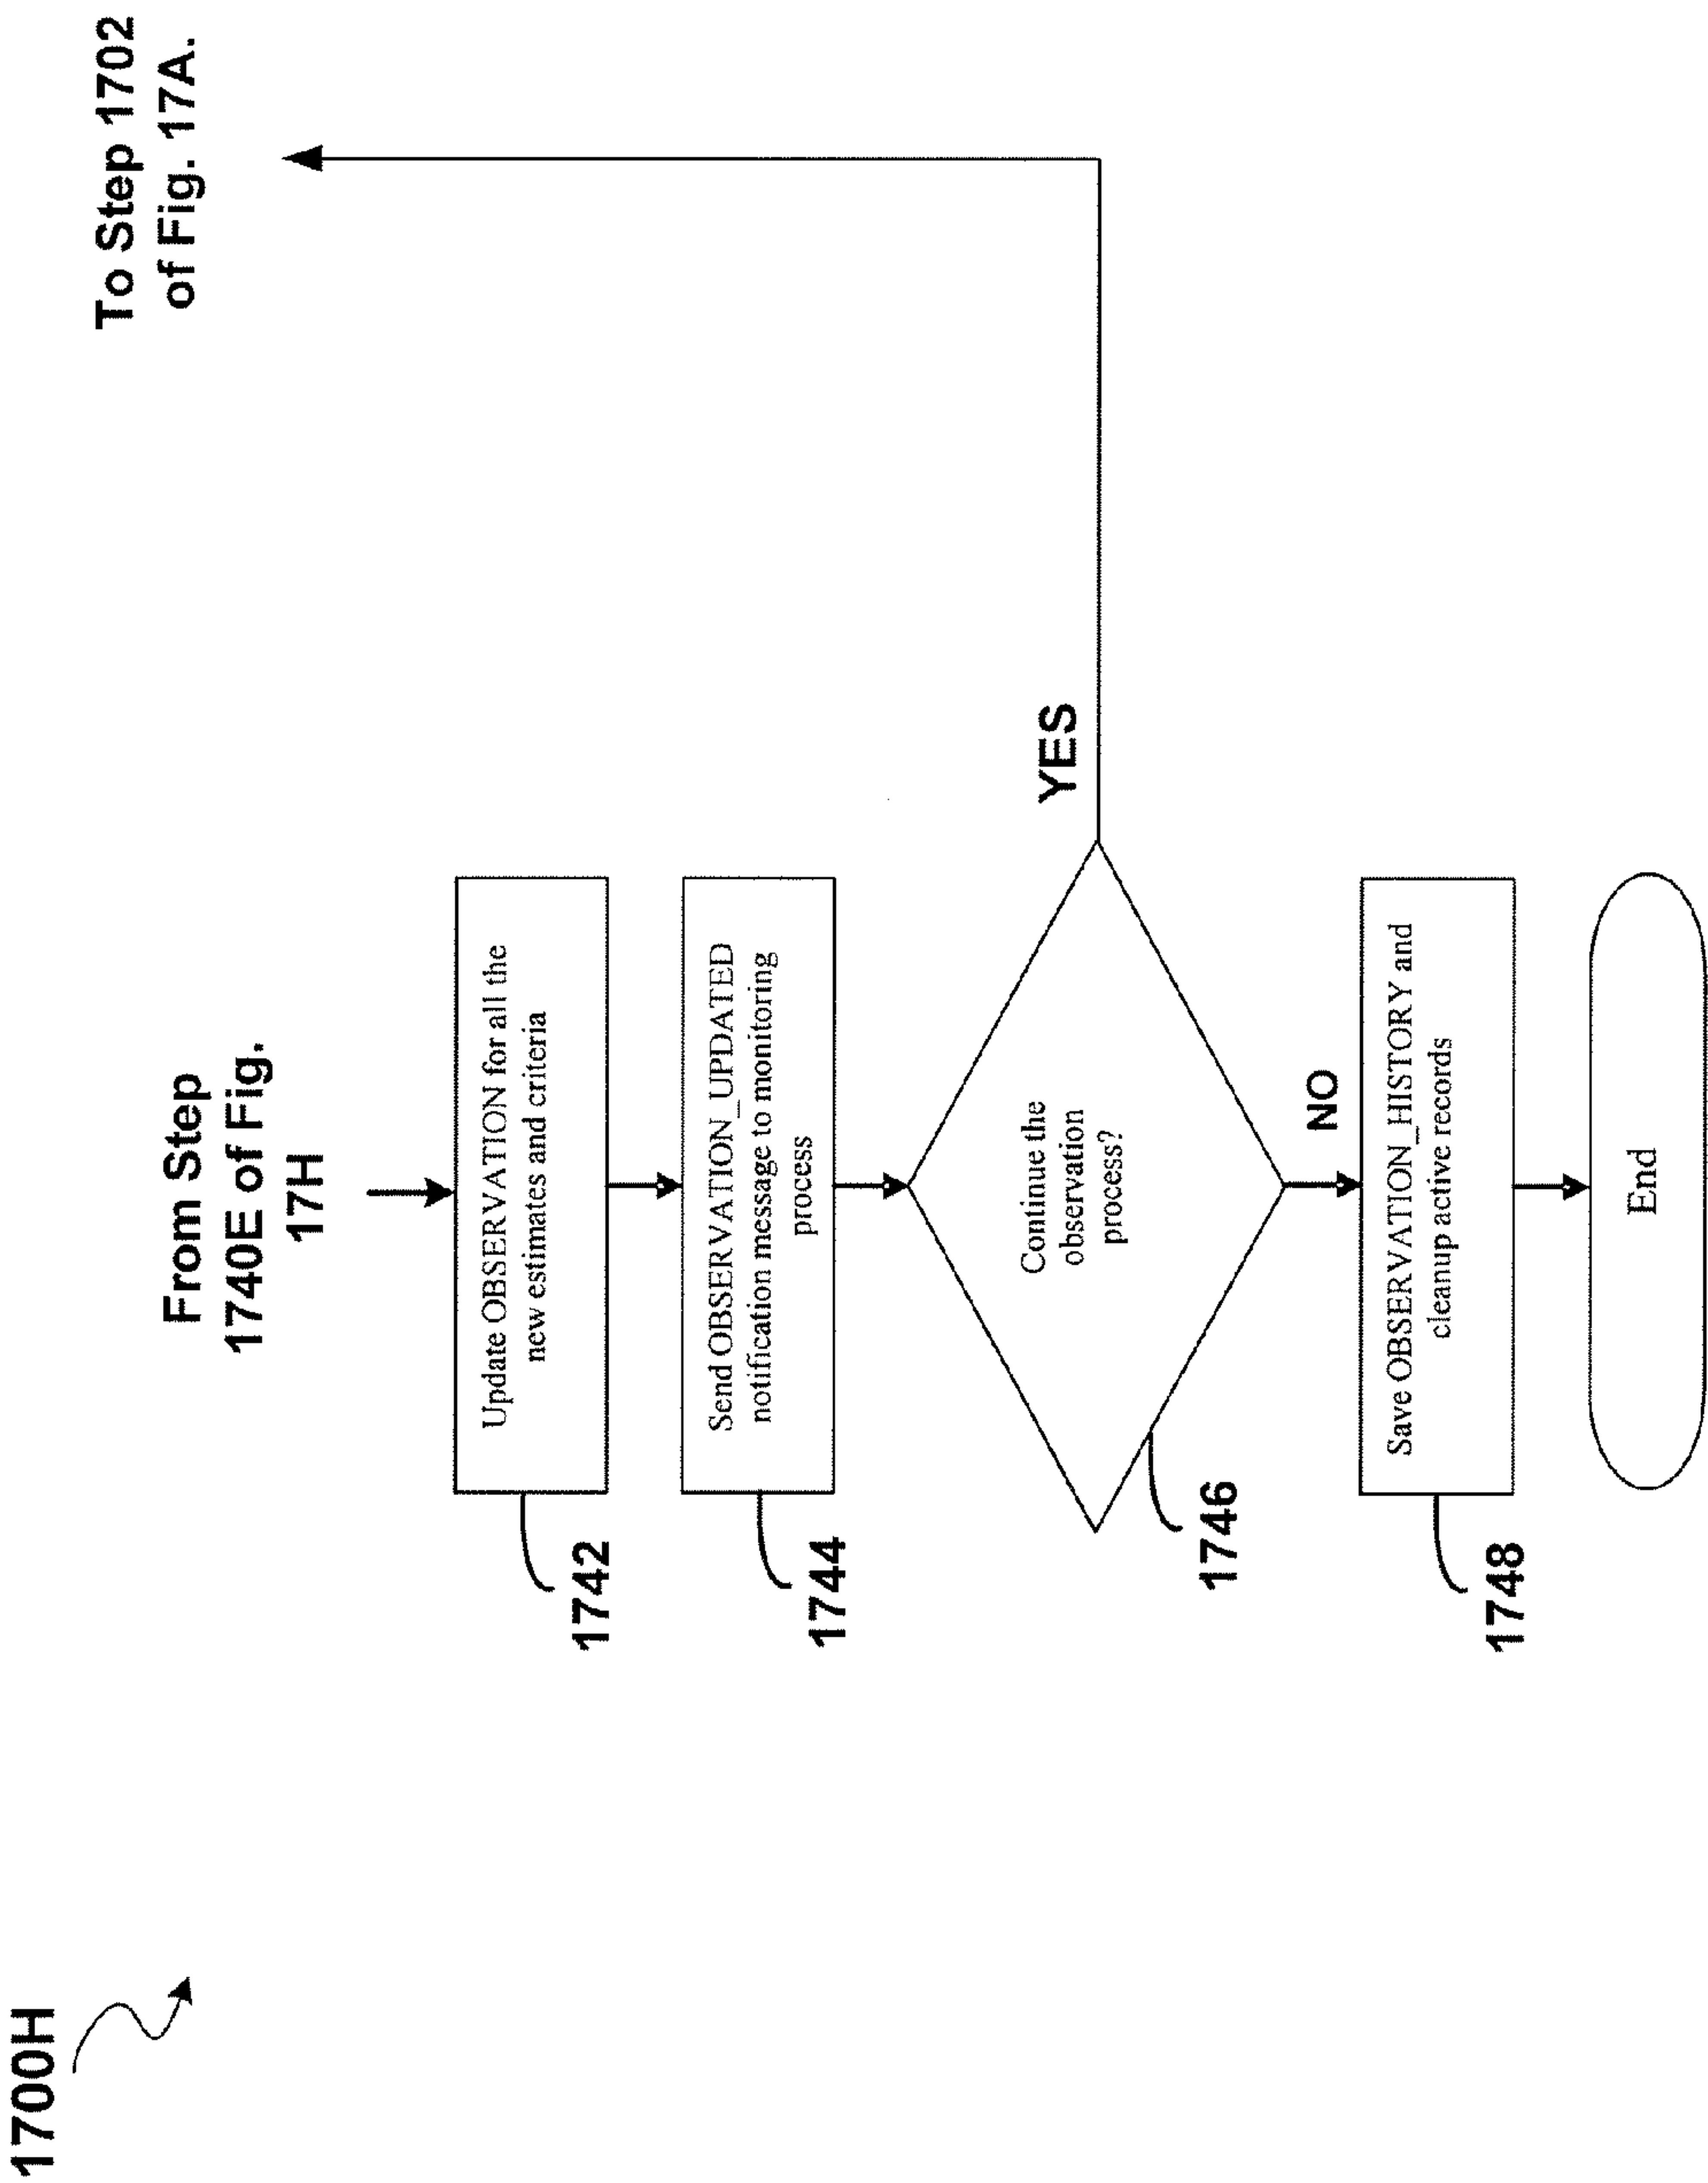 1700H
To Step 1702
of Fig. 17A.
From Step
1740E of Fig.
17H
1742
Update OBSERVATION for all the
new estimates and criteria
1744
Send OBSERVATION_UPDATED
notification message to monitoring
process
1746
Continue the
observation
process?
YES
NO
1748
Save OBSERVATION_HISTORY and
cleanup active records
End